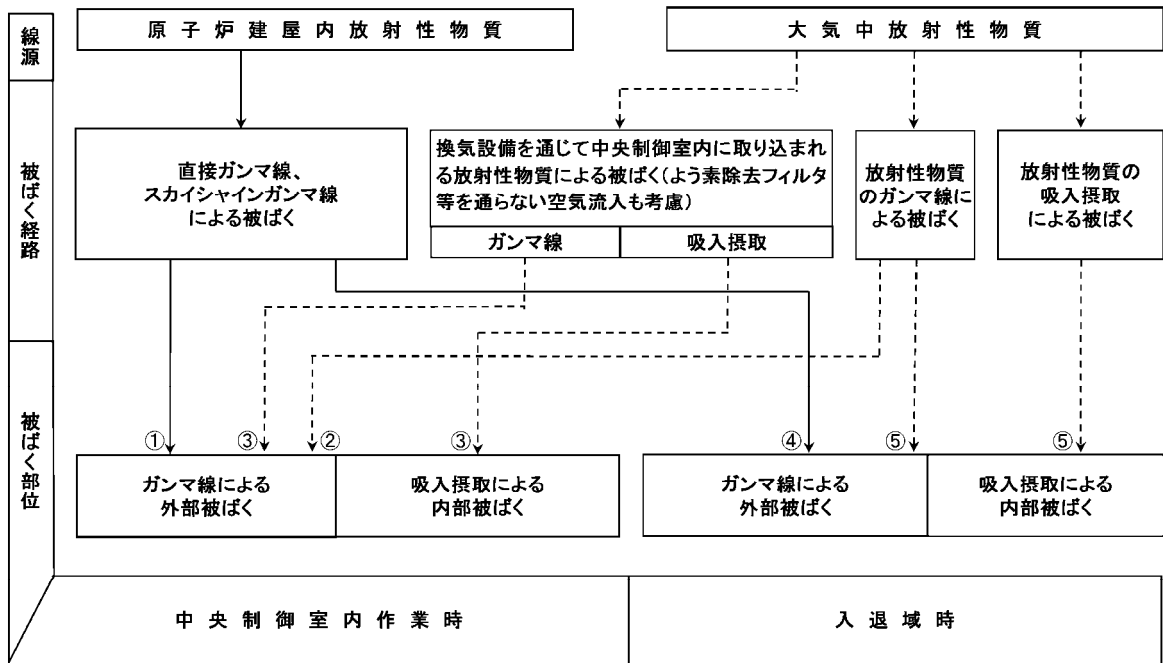 線源
原子炉建屋内放射性物質
大気中放射性物質
被ばく経路
直接ガンマ線、
スカイシャインガンマ線
による被ばく
換気設備を通じて中央制御室内に取り込まれ
る放射性物質による被ばく(よう素除去フィルタ
等を通らない空気流入も考慮)
ガンマ線
吸入摂取
放射性物質
のガンマ線に
よる被ばく
放射性物質の
吸入摂取
による被ばく
被ばく部位
①
③
②
③
④
⑤
⑤
ガンマ線による
外部被ばく
吸入摂取による
内部被ばく
ガンマ線による
外部被ばく
吸入摂取による
内部被ばく
中央制御室内作業時
入退域時